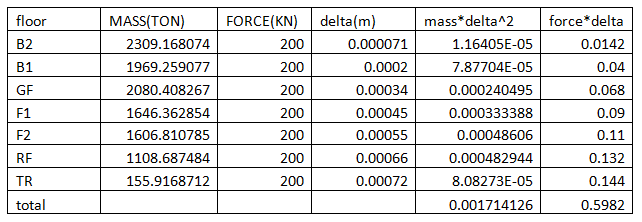 floor MASS(TON) FORCE(KN) delta(m) mass*delta^2 force*delta
B2 2309.168074 200 0.000071 1.16405E-05 0.0142
B1 1969.259077 200 0.0002 7.87704E-05 0.04
GF 2080.408267 200 0.00034 0.000240495 0.068
F1 1646.362854 200 0.00045 0.000333388 0.09
F2 1606.810785 200 0.00055 0.00048606 0.11
RF 1108.687484 200 0.00066 0.000482944 0.132
TR 155.9168712 200 0.00072 8.08273E-05 0.144
total 0.001714126 0.5982